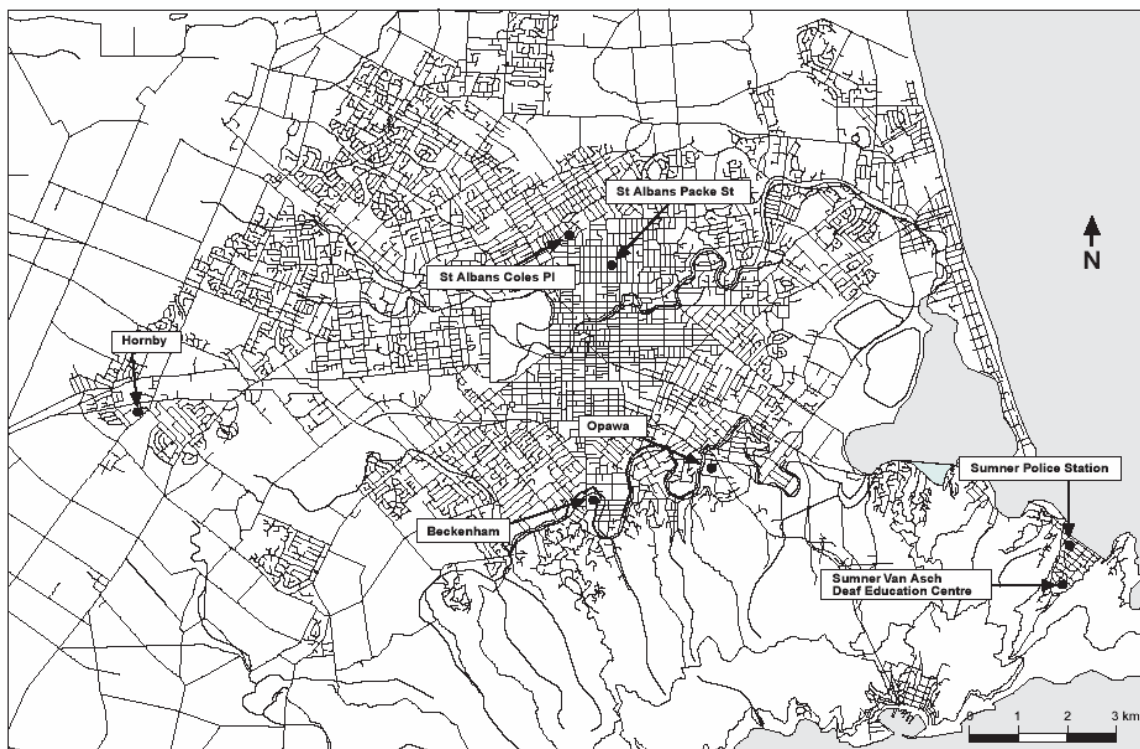 St Albans Packe St
N
St Albans Coles Pl
Hornby
Opawa
Sumner Police Station
Beckenham
Sumner Van Asch
Deaf Education Centre
0 1 2 3 km